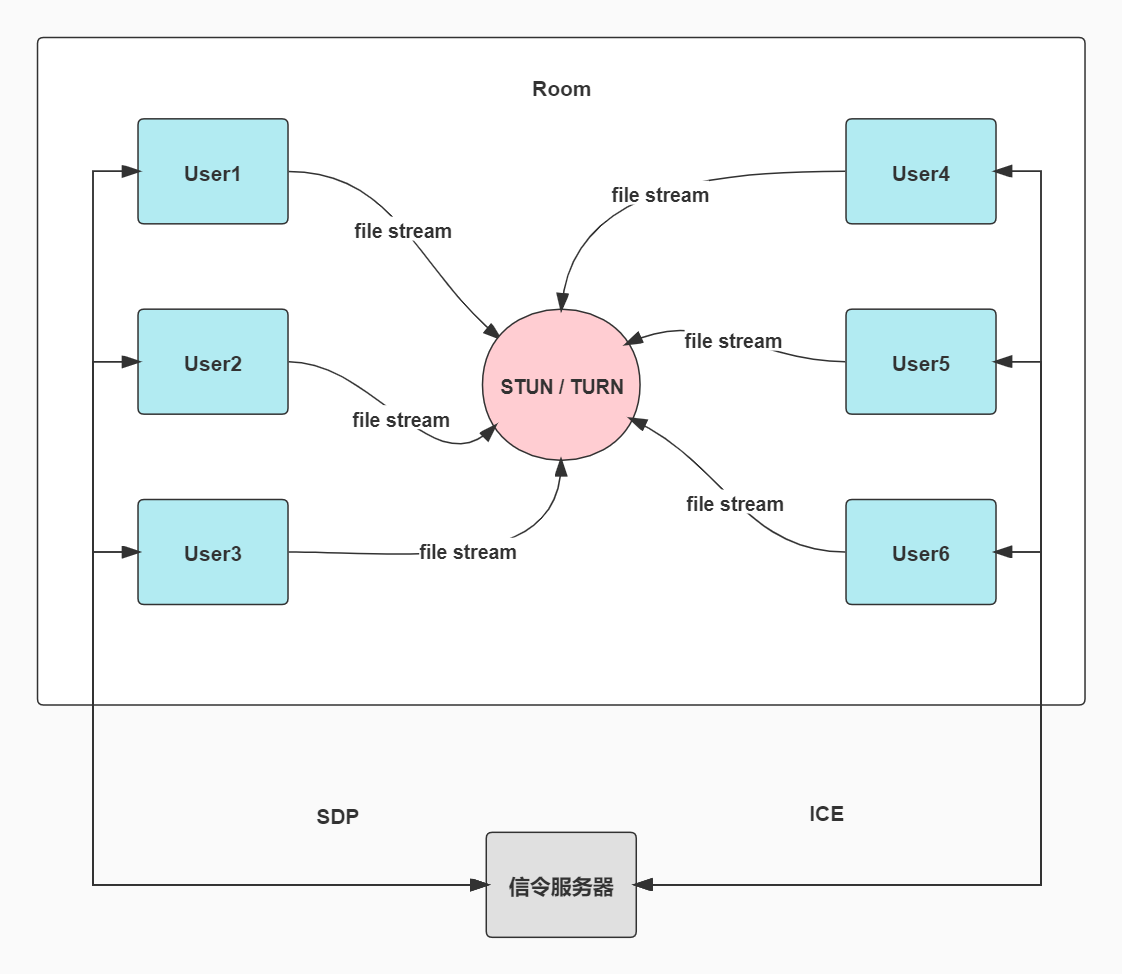 Room
User1
User4
file stream
file stream
User2
User5
file stream
STUN / TURN
file stream
User3
User6
file stream
file stream
SDP
ICE
信令服务器